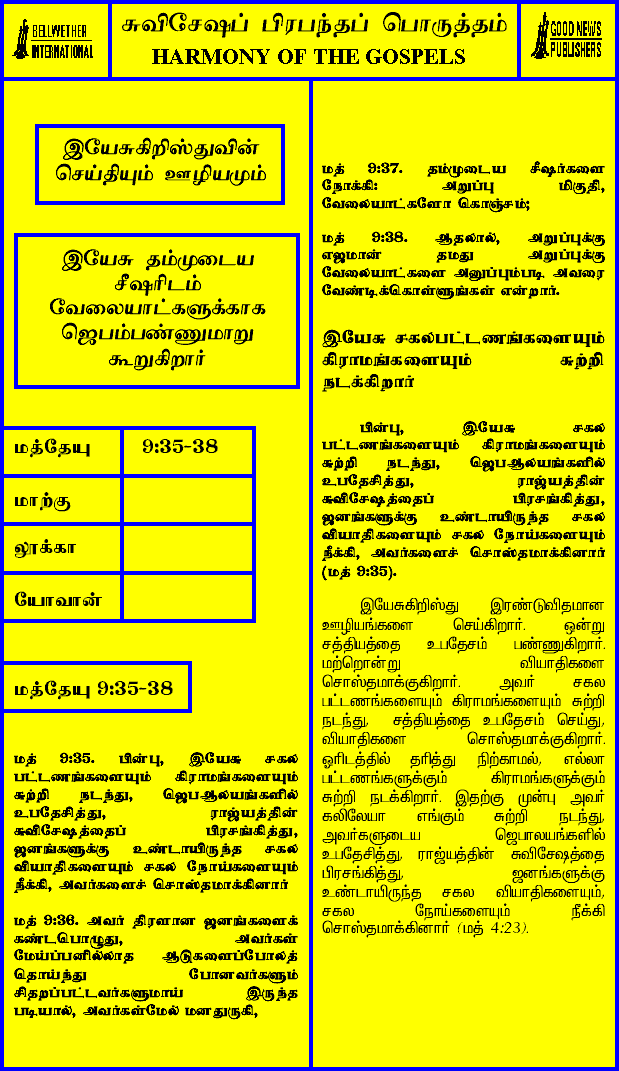 BELLWETHER
INTERNATIONAL
சுவிசேஷப் பிரபந்தப் பொருத்தம்
HARMONY OF THE GOSPELS
GOOD NEWS
PUBLISHERS
இயேசுகிறிஸ்துவின்
செய்தியும் ஊழியமும்
இயேசு தம்முடைய
சீஷரிடம்
வேலையாட்களுக்காக
ஜெபம்பண்ணுமாறு
கூறுகிறார்
மத்தேயு 9:35-38
மாற்கு
லூக்கா
யோவான்
மத்தேயு 9:35-38
மத் 9:35. பின்பு, இயேசு சகல
பட்டணங்களையும் கிராமங்களையும்
சுற்றி நடந்து, ஜெபஆலயங்களில்
உபதேசித்து, ராஜ்யத்தின்
சுவிசேஷத்தைப் பிரசங்கித்து,
ஜனங்களுக்கு உண்டாயிருந்த சகல
வியாதிகளையும் சகல நோய்களையும்
நீக்கி, அவர்களைச் சொஸ்தமாக்கினார்
மத் 9:36. அவர் திரளான ஜனங்களைக்
கண்டபொழுது, அவர்கள்
மேய்ப்பனில்லாத ஆடுகளைப்போலத்
தொய்ந்து போனவர்களும்
சிதறப்பட்டவர்களுமாய் இருந்த
படியால், அவர்கள்மேல் மனதுருகி,
மத் 9:37. தம்முடைய சீஷர்களை
நோக்கி: அறுப்பு மிகுதி,
வேலையாட்களோ கொஞ்சம்;
மத் 9:38. ஆதலால், அறுப்புக்கு
எஜமான் தமது அறுப்புக்கு
வேலையாட்களை அனுப்பும்படி அவரை
வேண்டிக்கொள்ளுங்கள் என்றார்.
இயேசு சகலபட்டணங்களையும்
கிராமங்களையும் சுற்றி
நடக்கிறார்
பின்பு, இயேசு சகல
பட்டணங்களையும் கிராமங்களையும்
சுற்றி நடந்து, ஜெபஆலயங்களில்
உபதேசித்து, ராஜ்யத்தின்
சுவிசேஷத்தைப் பிரசங்கித்து,
ஜனங்களுக்கு உண்டாயிருந்த சகல
வியாதிகளையும் சகல நோய்களையும்
நீக்கி, அவர்களைச் சொஸ்தமாக்கினார்
(மத் 9:35).
இயேசுகிறிஸ்து இரண்டுவிதமான
ஊழியங்களை செய்கிறார். ஒன்று
சத்தியத்தை உபதேசம் பண்ணுகிறார்.
மற்றொன்று வியாதிகளை
சொஸ்தமாக்குகிறார். அவர் சகல
பட்டணங்களையும் கிராமங்களையும் சுற்றி
நடந்து, சத்தியத்தை உபதேசம் செய்து,
வியாதிகளை சொஸ்தமாக்குகிறார்.
ஓரிடத்தில் தரித்து நிற்காமல், எல்லா
பட்டணங்களுக்கும் கிராமங்களுக்கும்
சுற்றி நடக்கிறார். இதற்கு முன்பு அவர்
கலிலேயா எங்கும் சுற்றி நடந்து,
அவர்களுடைய ஜெபாலயங்களில்
உபதேசித்து, ராஜ்யத்தின் சுவிசேஷத்தை
பிரசங்கித்து, ஜனங்களுக்கு
உண்டாயிருந்த சகல வியாதிகளையும்,
சகல நோய்களையும் நீக்கி
சொஸ்தமாக்கினார் (மத் 4:23).